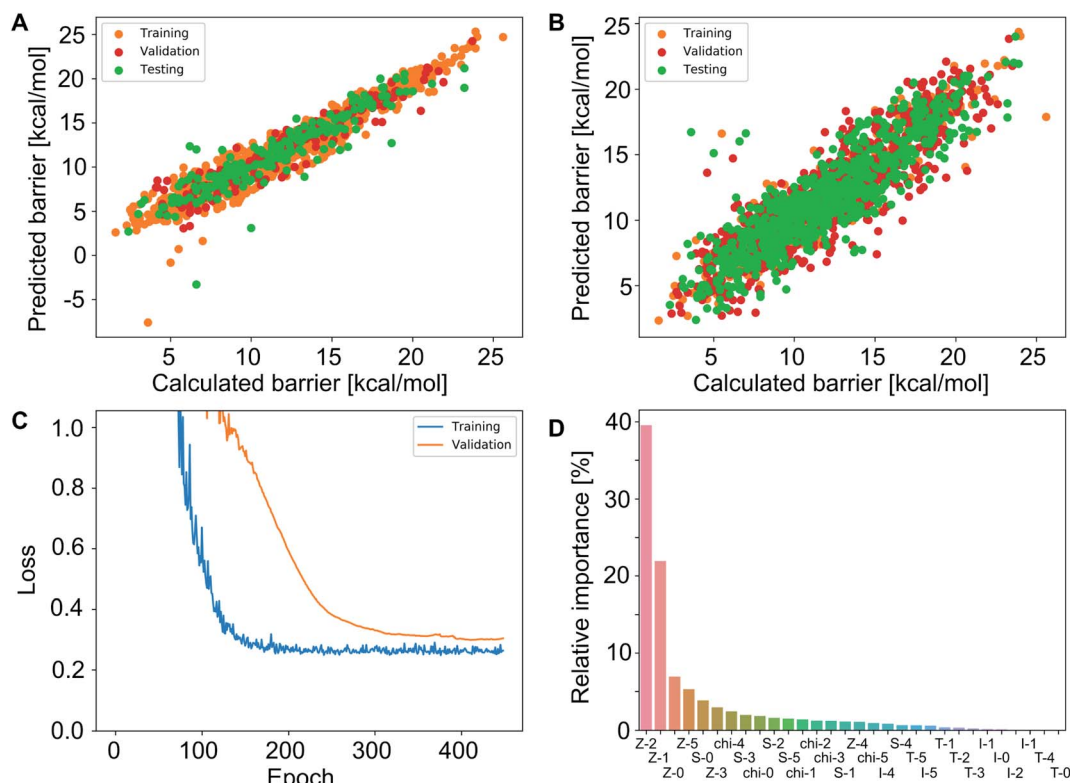 A
Training
Validation
Testing
25
20
15
10
5
0
-5
Predicted barrier [kcal/mol]
5
10
15
20
25
Calculated barrier [kcal/mol]
B
Training
Validation
Testing
25
20
15
10
5
Predicted barrier [kcal/mol]
5
10
15
20
25
Calculated barrier [kcal/mol]
C
Training
Validation
1.0
0.8
0.6
0.4
0.2
0.0
Loss
0
100
200
300
400
Epoch
D
40
30
20
10
0
Relative importance [%]
Z-2 Z-5 chi-4 S-2 chi-2 Z-4 S-4 T-1 I-1 I-1
Z-1 S-0 S-3 S-5 chi-3 chi-5 T-5 T-2 I-0 T-4
Z-0 Z-3 chi-0 chi-1 S-1 I-4 I-5 T-3 I-2 T-0